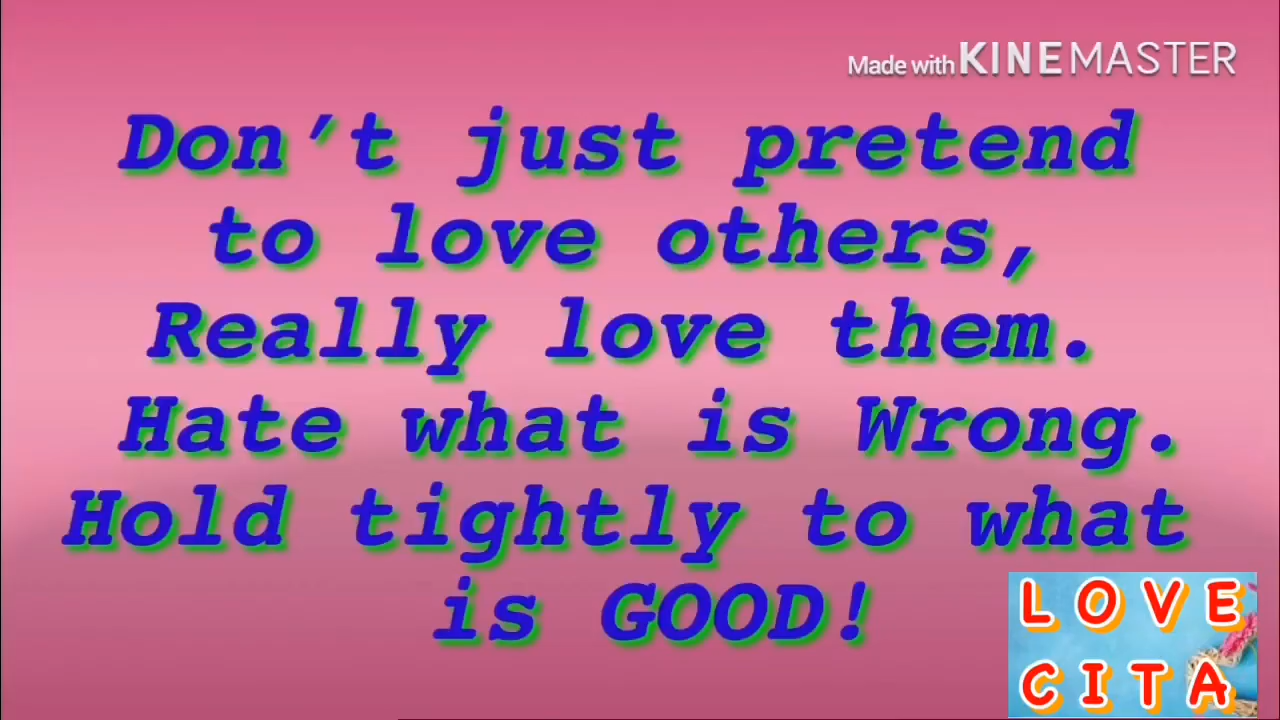 Made with KINEMASTER
Don't just pretend
to love others,
Really love them.
Hate what is Wrong.
Hold tightly to what
is GOOD!
LOVE
CITA